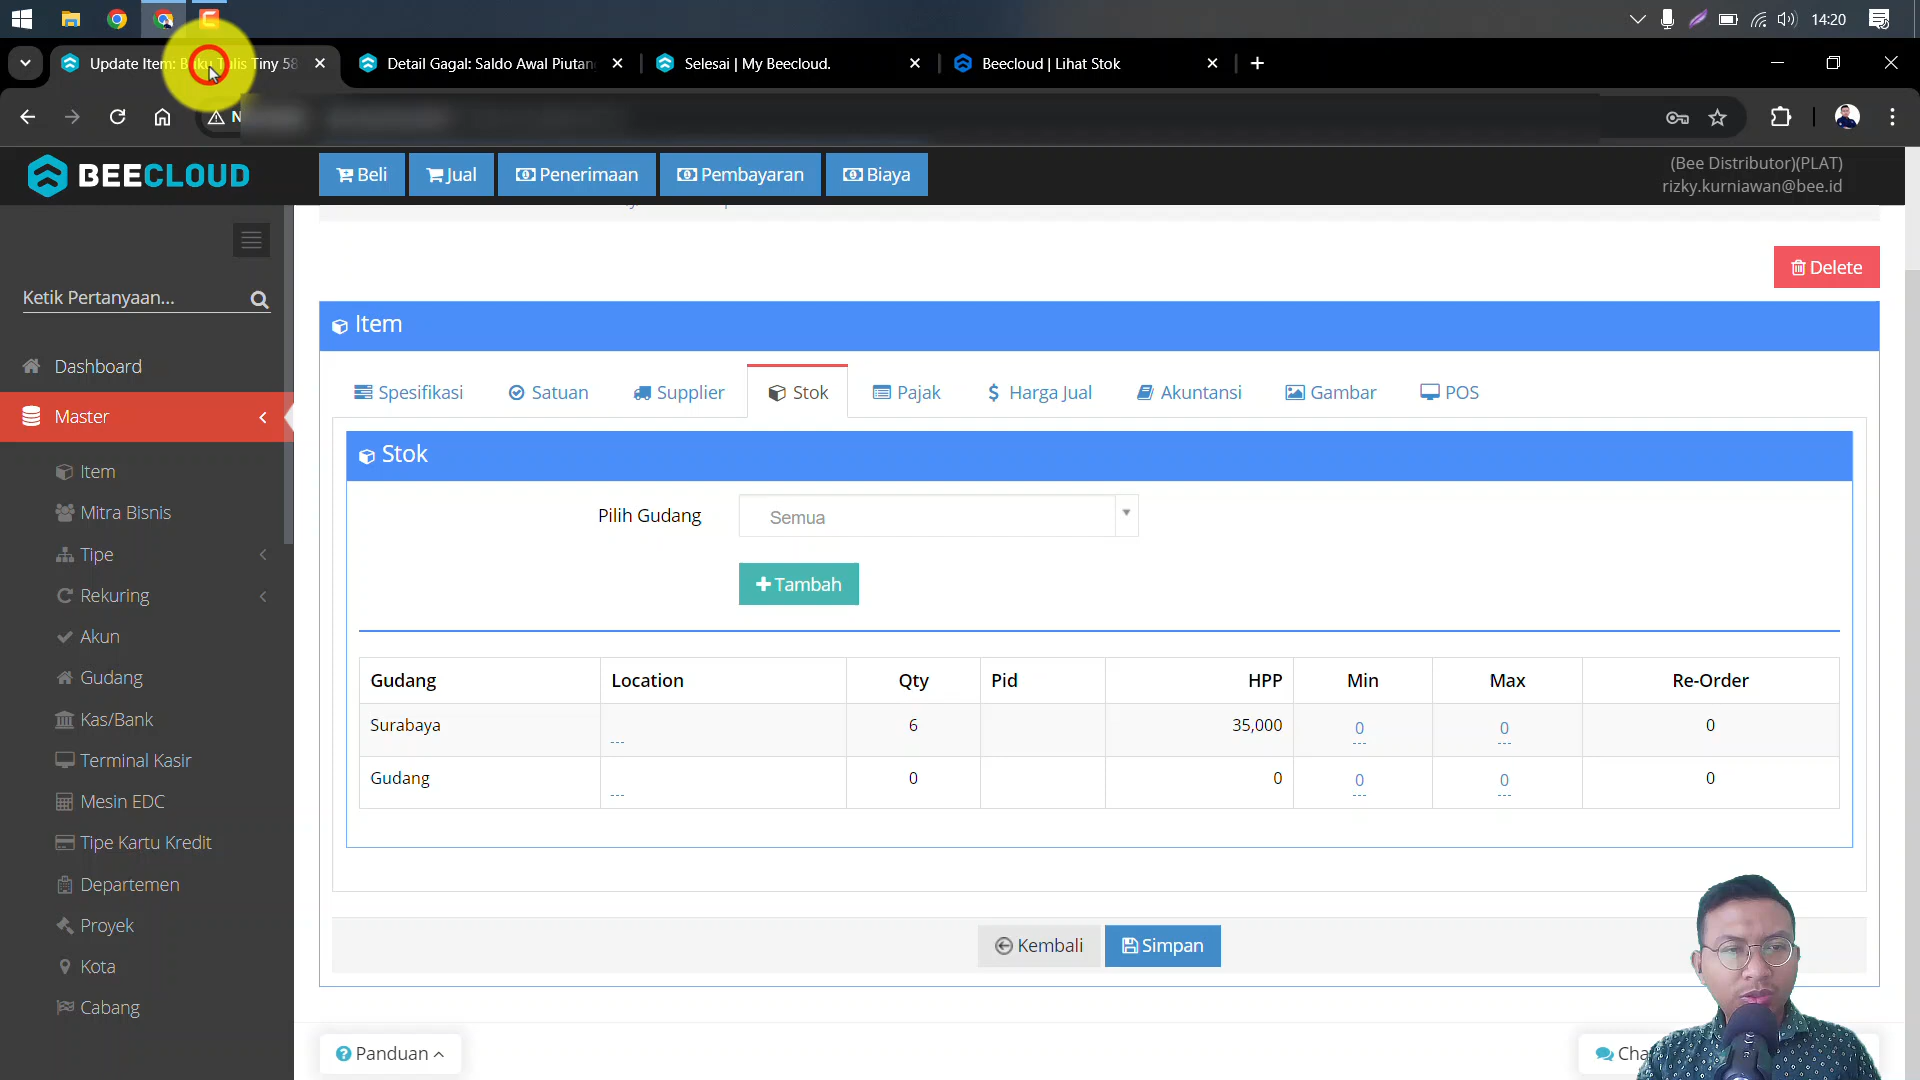 14:20
Update Item: Buku Tulis Tiny 58
Detail Gagal: Saldo Awal Piutan
Selesai | My Beecloud.
Beecloud | Lihat Stok
N
BEECLOUD
Beli
Jual
Penerimaan
Pembayaran
Biaya
(Bee Distributor)(PLAT)
rizky.kurniawan@bee.id
Ketik Pertanyaan...
Dashboard
Master
Item
Mitra Bisnis
Tipe
Rekuring
Akun
Gudang
Kas/Bank
Terminal Kasir
Mesin EDC
Tipe Kartu Kredit
Departemen
Proyek
Kota
Cabang
Delete
Item
Spesifikasi
Satuan
Supplier
Stok
Pajak
Harga Jual
Akuntansi
Gambar
POS
Stok
Pilih Gudang
Semua
Tambah
Gudang Location Qty Pid HPP Min Max Re-Order
Surabaya --- 6 35,000 0 0 0
Gudang --- 0 0 0 0 0
Kembali
Simpan
Panduan
Cha